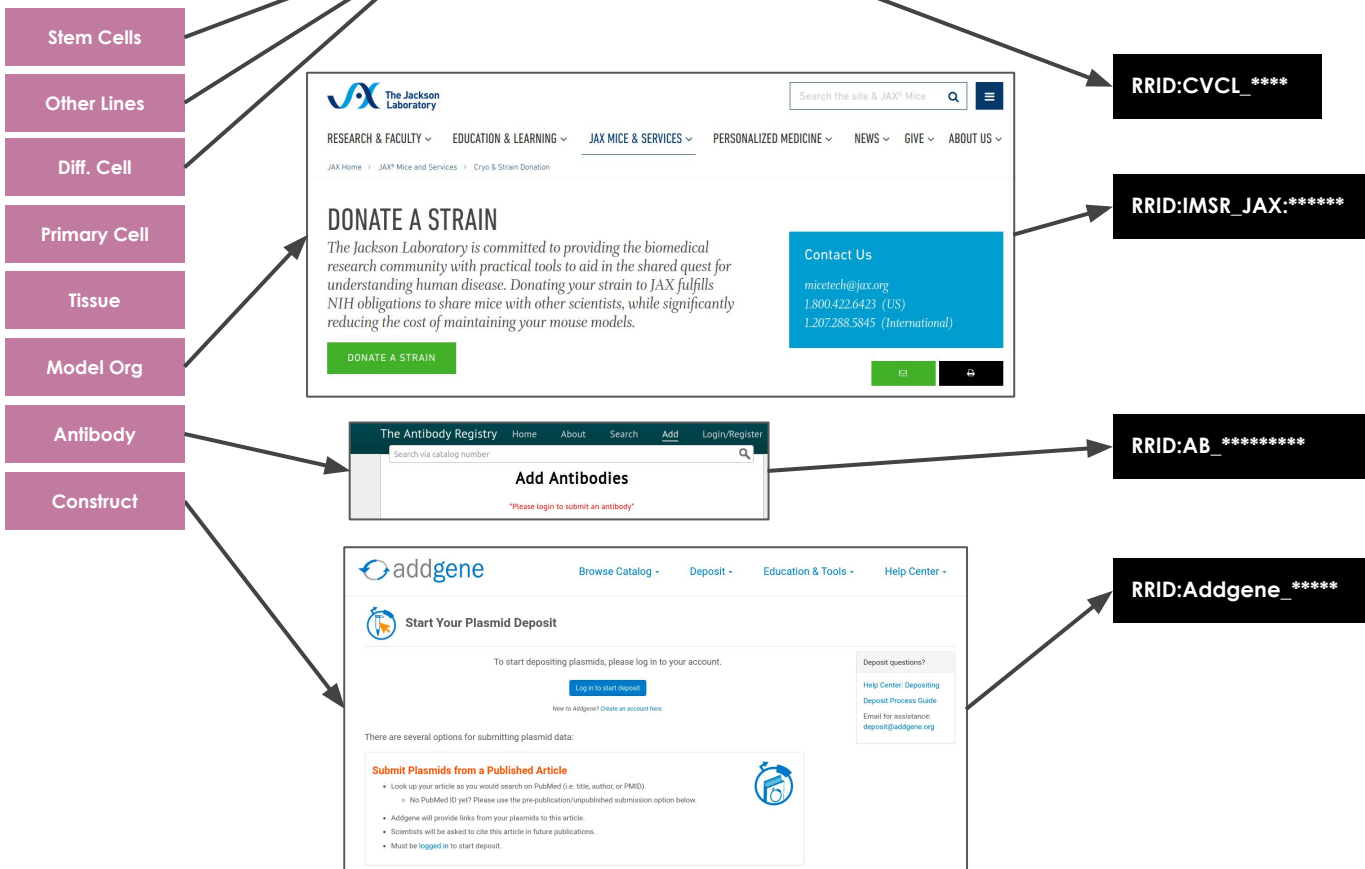 Stem Cells
Other Lines
Diff. Cell
Primary Cell
Tissue
Model Org
Antibody
Construct
The Jackson
Laboratory
Search the site & JAX® Mice
RESEARCH & FACULTY
EDUCATION & LEARNING
JAX MICE & SERVICES
PERSONALIZED MEDICINE
NEWS
GIVE
ABOUT US
JAX Home > JAX® Mice and Services > Cryo & Strain Donation
DONATE A STRAIN
The Jackson Laboratory is committed to providing the biomedical
research community with practical tools to aid in the shared quest for
understanding human disease. Donating your strain to JAX fulfills
NIH obligations to share mice with other scientists, while significantly
reducing the cost of maintaining your mouse models.
DONATE A STRAIN
Contact Us
micetech@jax.org
1.800.422.6423 (US)
1.207.288.5845 (International)
The Antibody Registry Home About Search Add Login/Register
Search via catalog number
Add Antibodies
*Please login to submit an antibody*
addgene
Browse Catalog - Deposit - Education & Tools - Help Center -
Start Your Plasmid Deposit
To start depositing plasmids, please log in to your account.
Log in to start deposit
New to Addgene? Create an account here.
There are several options for submitting plasmid data:
Submit Plasmids from a Published Article
• Look up your article as you would search on PubMed (i.e. title, author, or PMID).
No PubMed ID yet? Please use the pre-publication/unpublished submission option below.
• Addgene will provide links from your plasmids to this article.
• Scientists will be asked to cite this article in future publications.
• Must be logged in to start deposit.
Deposit questions?
Help Center: Depositing
Deposit Process Guide
Email for assistance:
deposit@addgene.org
RRID:CVCL_****
RRID:IMSR_JAX:******
RRID:AB_*********
RRID:Addgene_*****